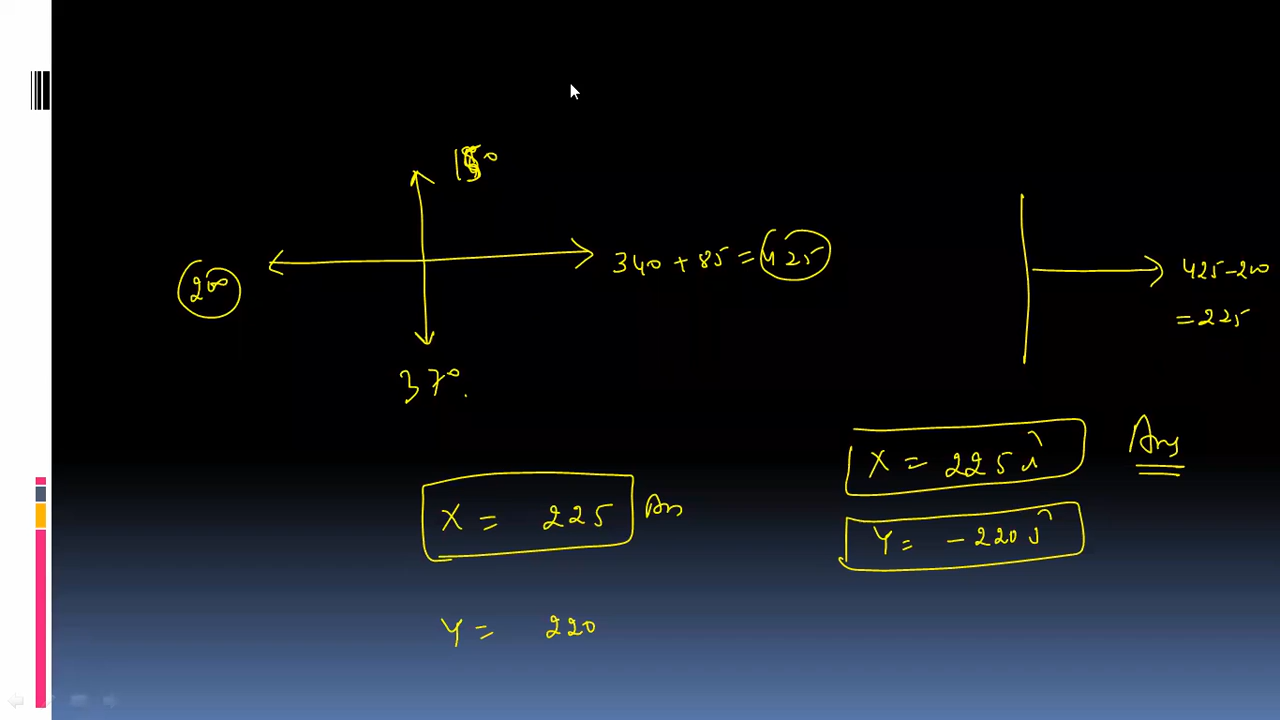 150
340 + 85 = 425
200
370.
425-200
= 225
X = 225 î
Ans
Y = - 220 ĵ
X = 225
Ans
Y = 220